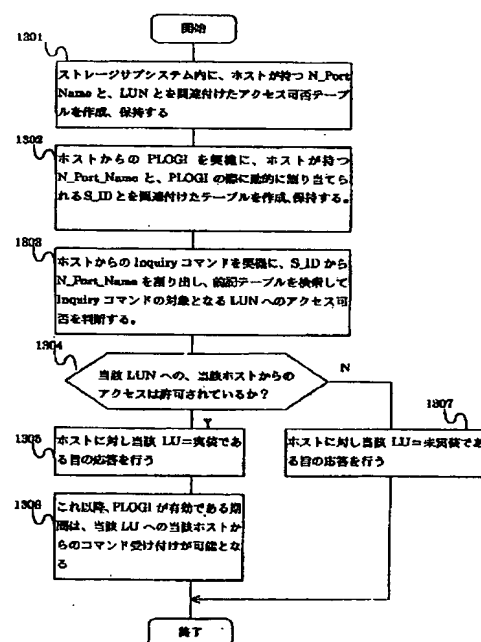 開始
1301
ストレージサブシステム内に、ホストが持つ N_Port_
Name と、LUN とを関連付けたアクセス可否テーブ
ルを作成、保持する
1302
ホストからの PLOGI を契機に、ホストが持つ
N_Port_Name と、PLOGI の際に動的に割り当てら
れる S_ID とを関連付けたテーブルを作成、保持する。
1303
ホストからの Inquiry コマンドを契機に、S_ID から
N_Port_Name を割り出し、前記テーブルを検索して
Inquiry コマンドの対象となる LUN へのアクセス可
否を判断する。
1304
当該 LUN への、当該ホストからの
アクセスは許可されているか?
N
Y
1305
ホストに対し当該 LU=実装であ
る旨の応答を行う
1307
ホストに対し当該 LU=未実装であ
る旨の応答を行う
1306
これ以降、PLOGI が有効である期
間は、当該 LU への当該ホストか
らのコマンド受け付けが可能とな
る
終了